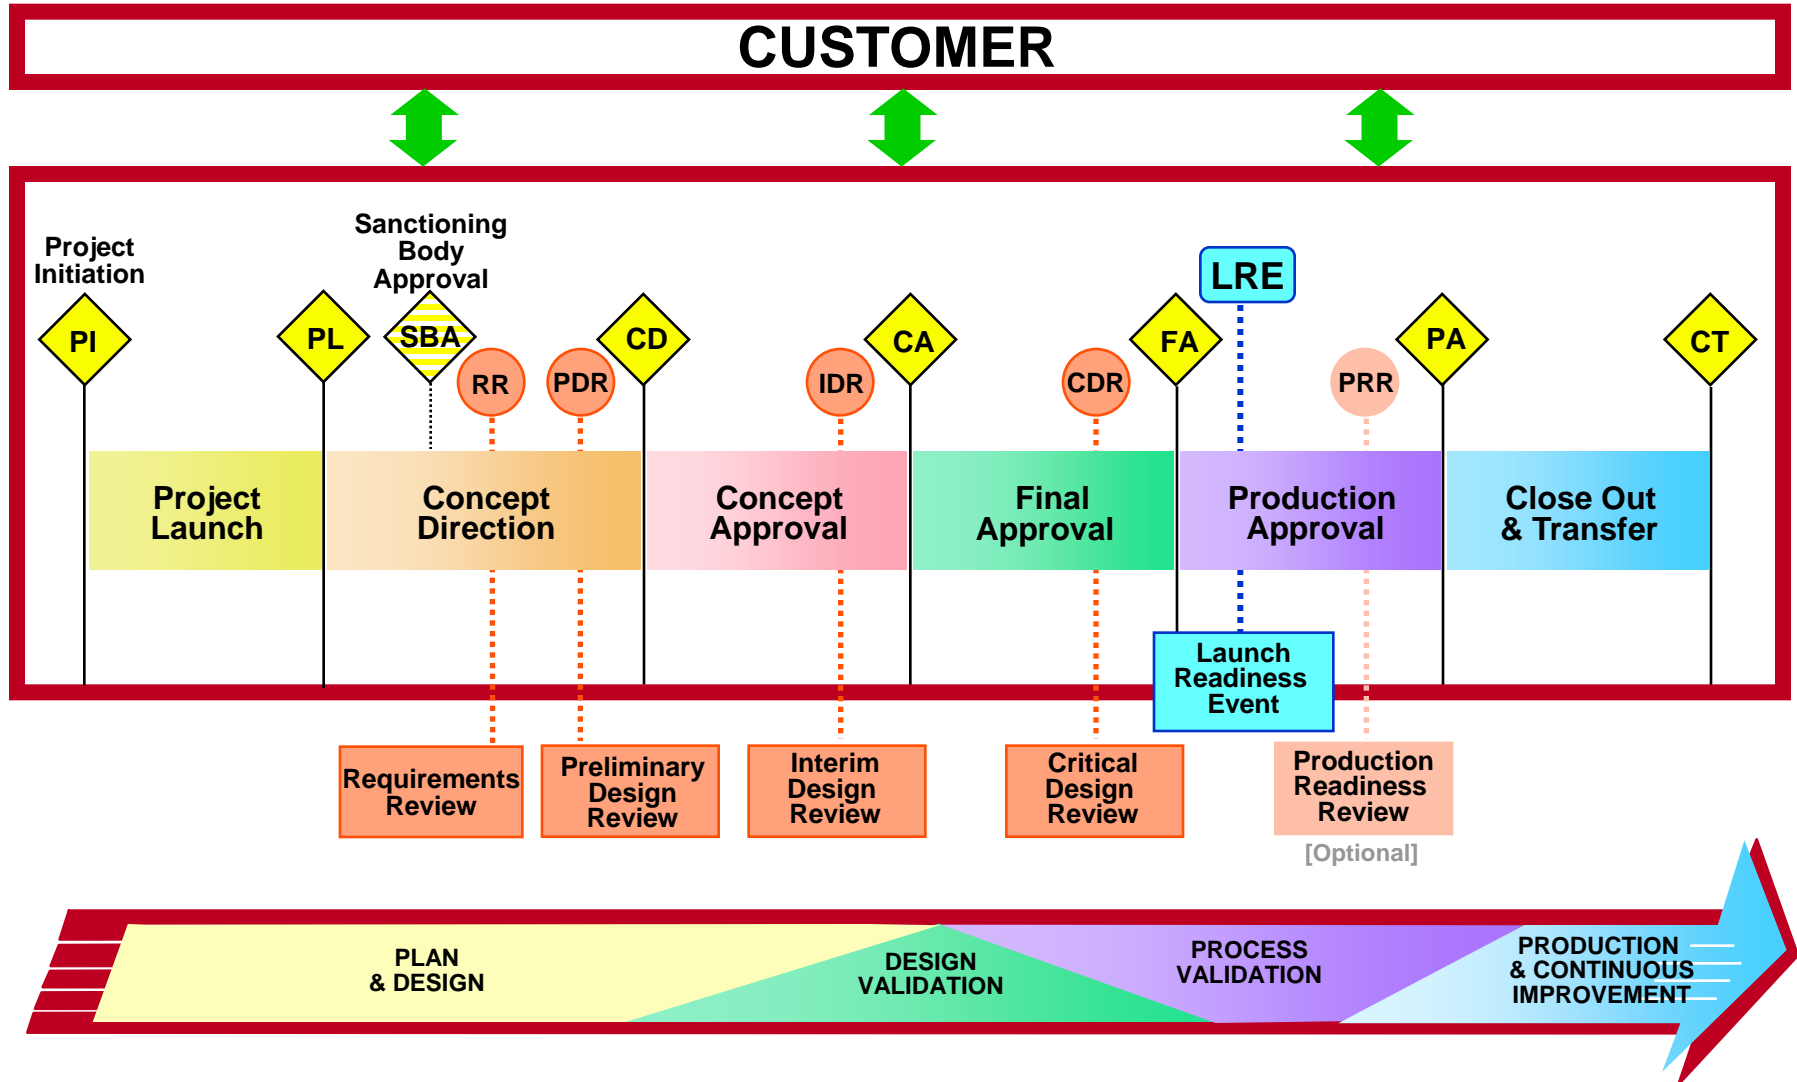 CUSTOMER
Project
Initiation
Sanctioning
Body
Approval
LRE
PI
PL
SBA
CD
CA
FA
PA
CT
RR
PDR
IDR
CDR
PRR
Project
Launch
Concept
Direction
Concept
Approval
Final
Approval
Production
Approval
Close Out
& Transfer
Launch
Readiness
Event
Requirements
Review
Preliminary
Design
Review
Interim
Design
Review
Critical
Design
Review
Production
Readiness
Review
[Optional]
PLAN
& DESIGN
DESIGN
VALIDATION
PROCESS
VALIDATION
PRODUCTION
& CONTINUOUS
IMPROVEMENT